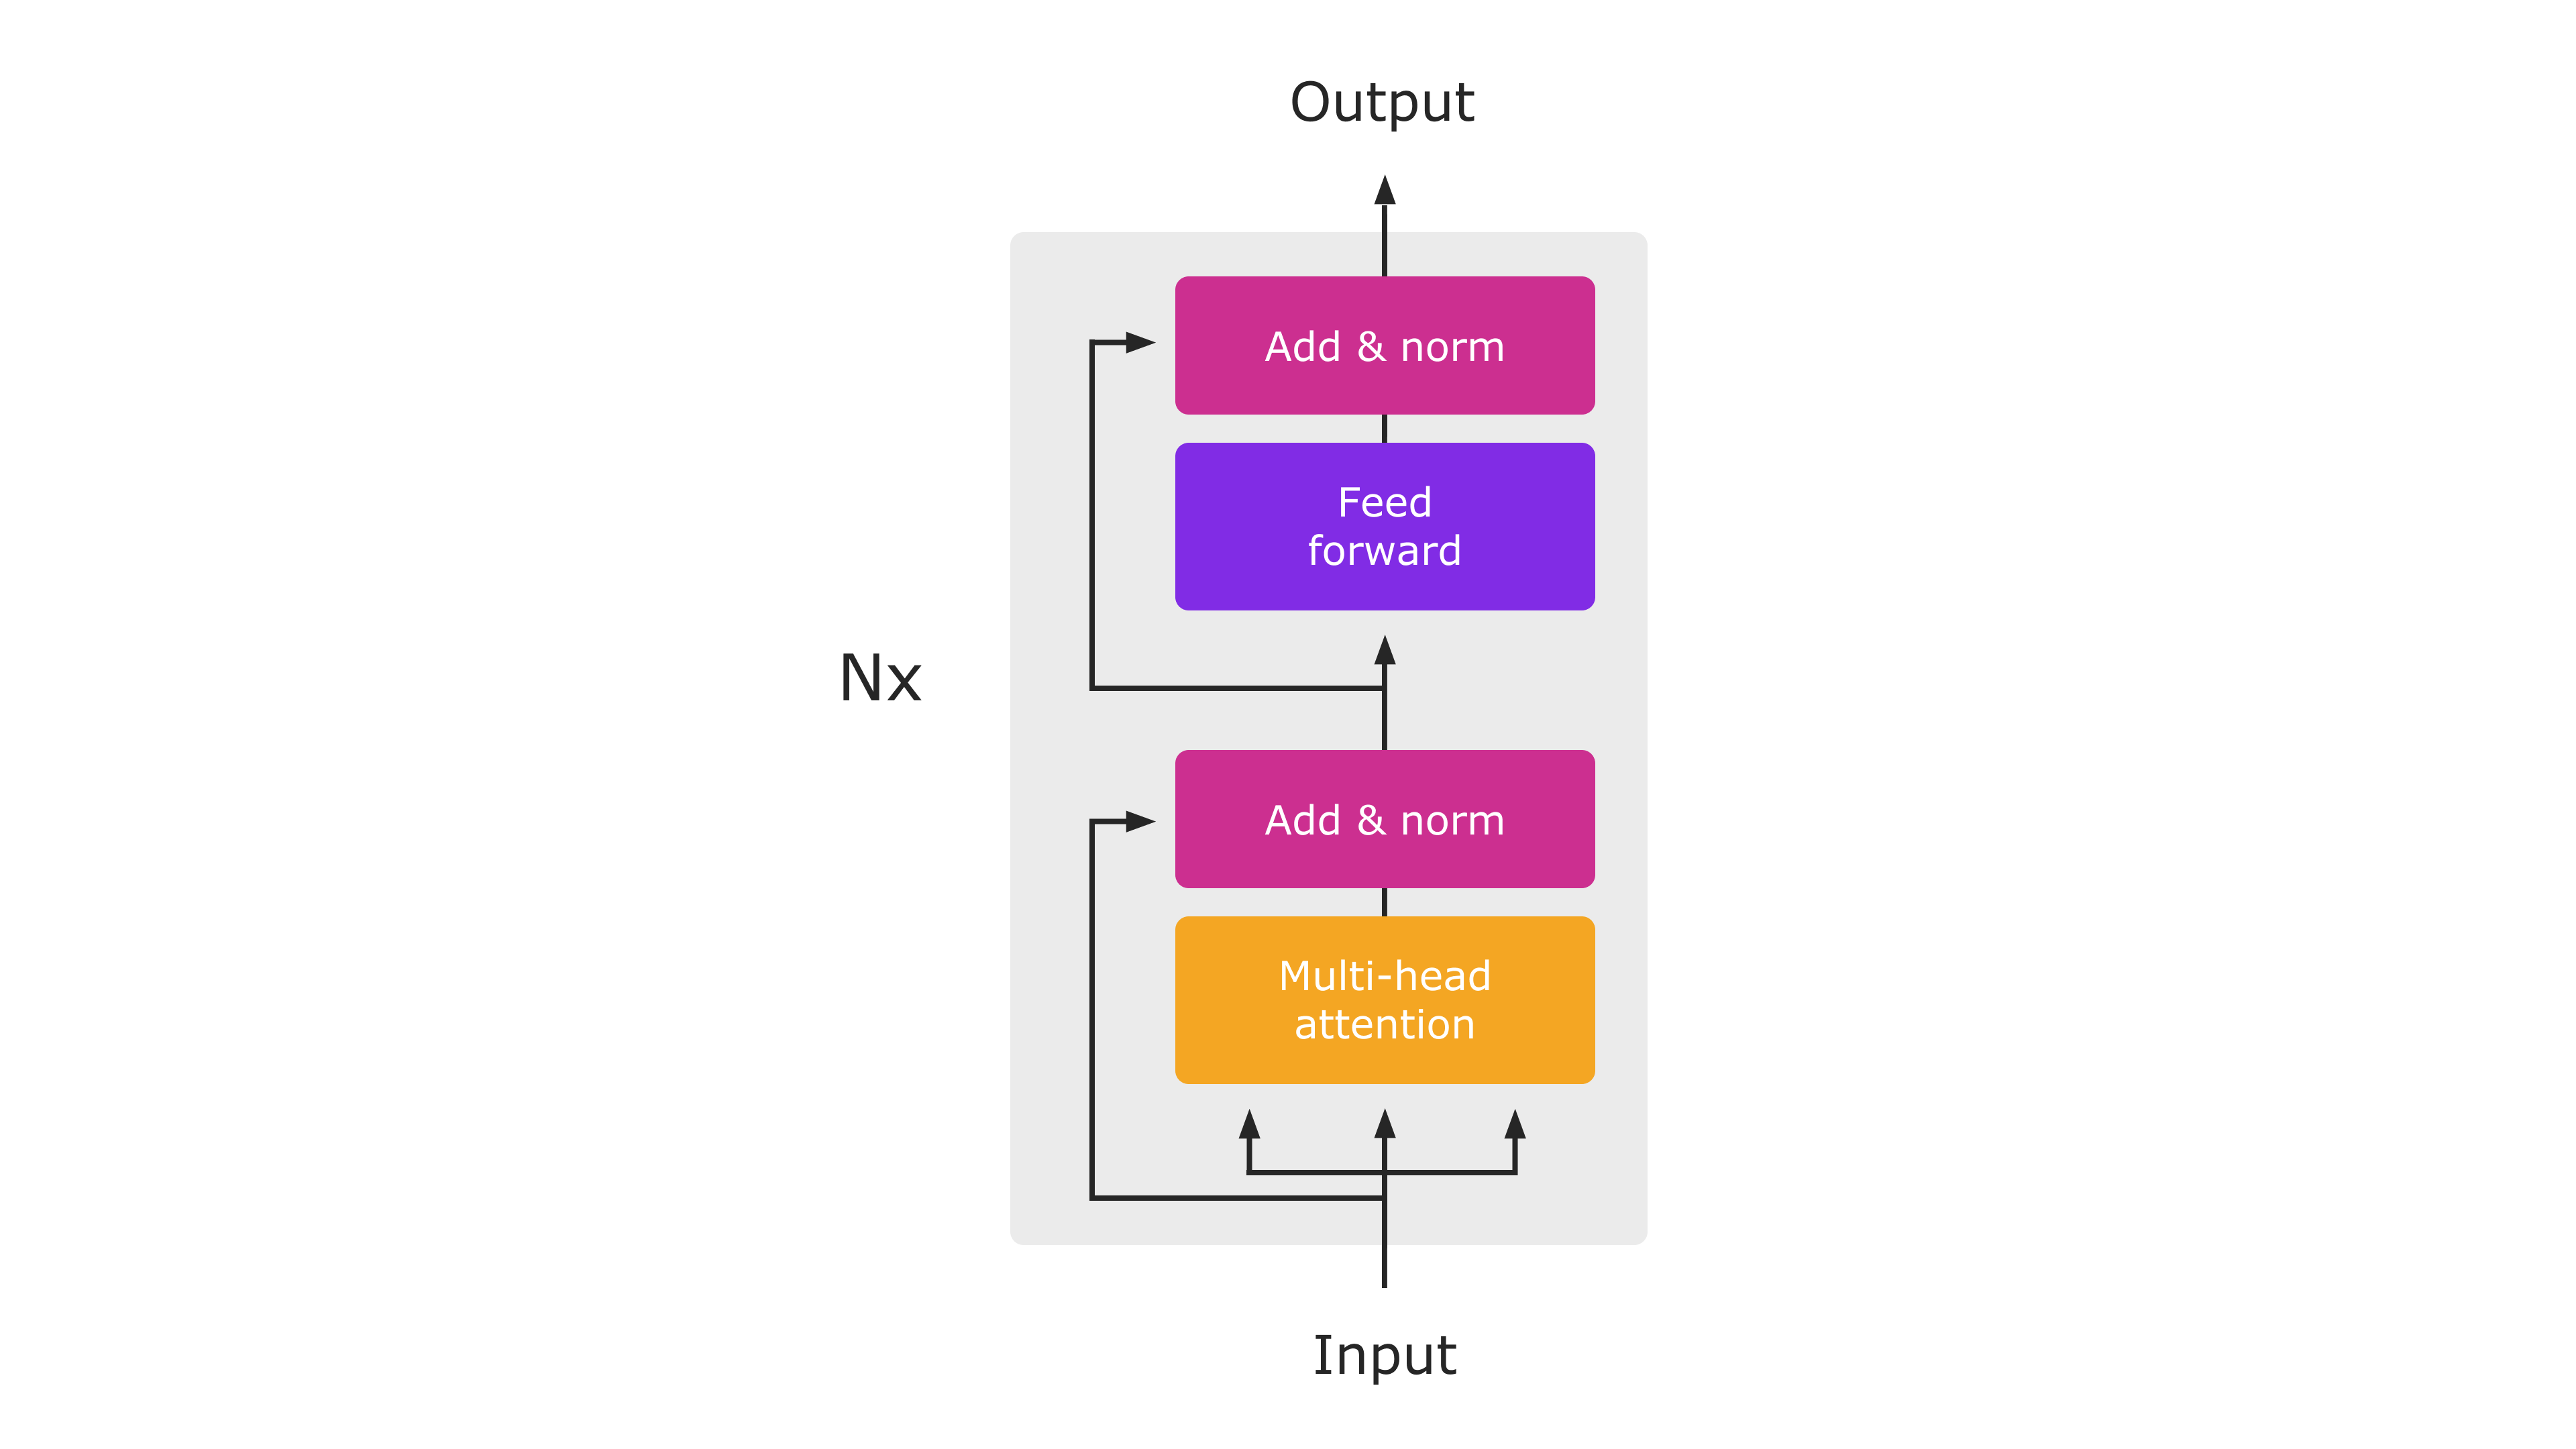 Output
Add & norm
Feed
forward
Nx
Add & norm
Multi-head
attention
Input